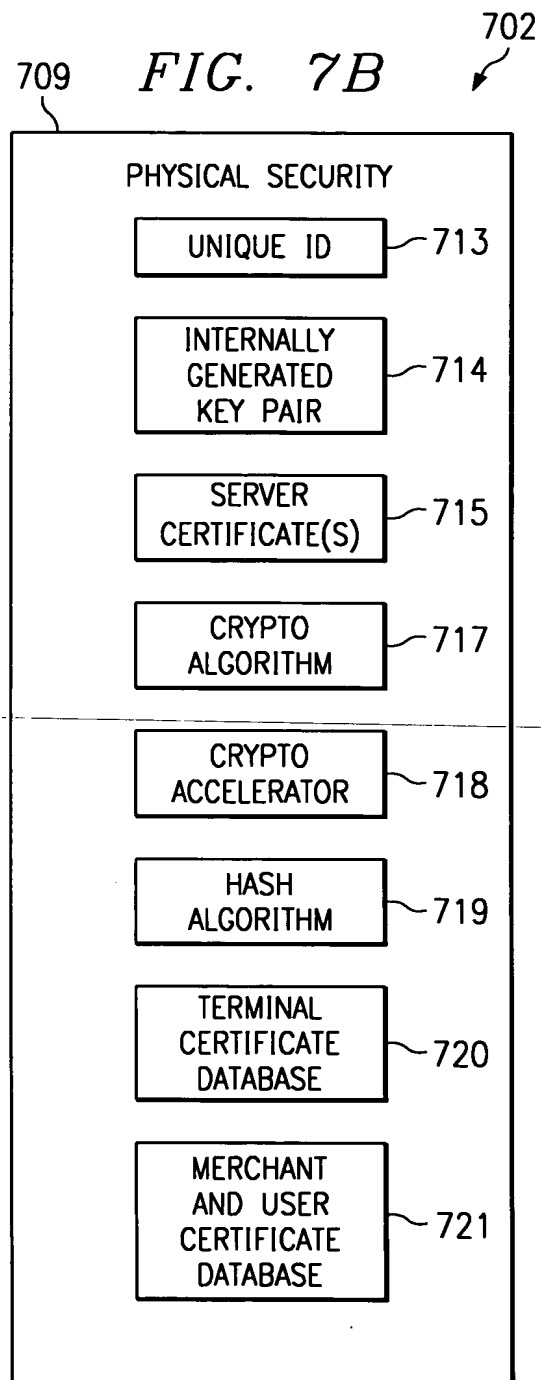 702
709
FIG. 7B
PHYSICAL SECURITY
UNIQUE ID
713
INTERNALLY
GENERATED
KEY PAIR
714
SERVER
CERTIFICATE(S)
715
CRYPTO
ALGORITHM
717
CRYPTO
ACCELERATOR
718
HASH
ALGORITHM
719
TERMINAL
CERTIFICATE
DATABASE
720
MERCHANT
AND USER
CERTIFICATE
DATABASE
721